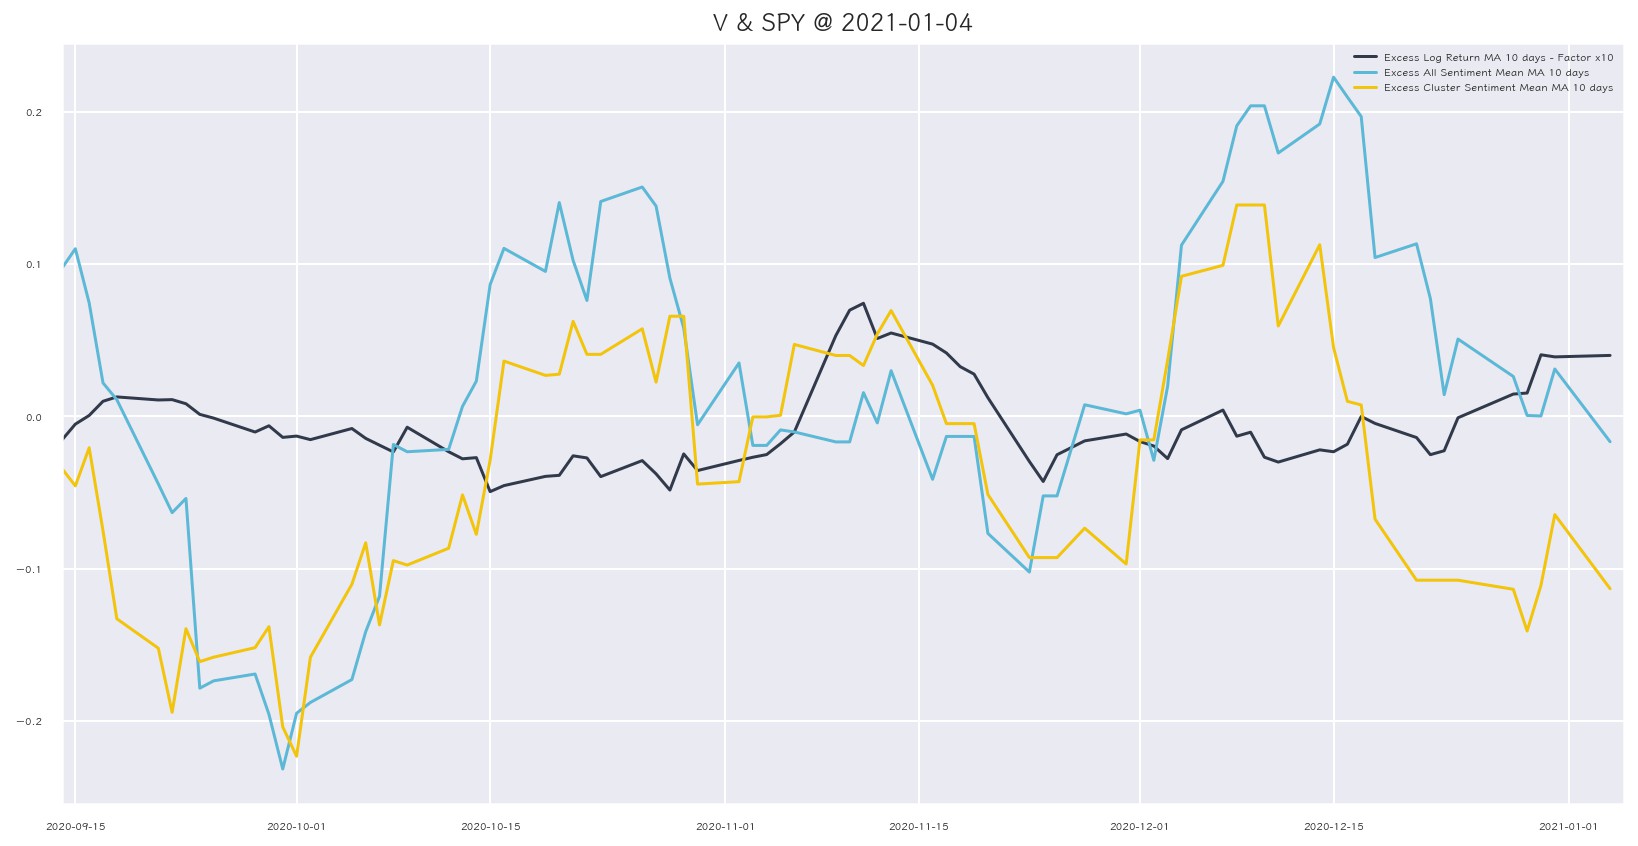 V & SPY @ 2021-01-04
Excess Log Return MA 10 days - Factor x10
Excess All Sentiment Mean MA 10 days
Excess Cluster Sentiment Mean MA 10 days
0.2
0.1
0.0
−0.1
−0.2
2020-09-15 2020-10-01 2020-10-15 2020-11-01 2020-11-15 2020-12-01 2020-12-15 2021-01-01